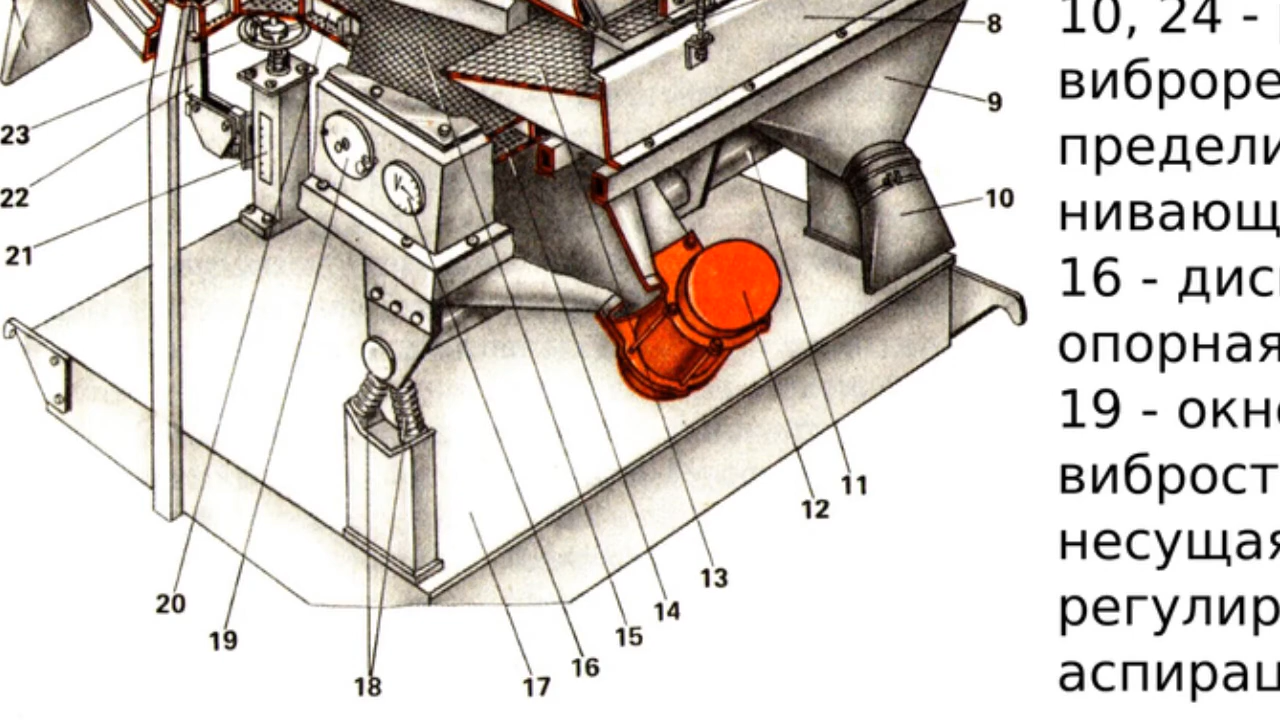 8
9
10
11
12
13
14
15
16
17
18
19
20
21
22
23
10, 24 -
виброре
предели
нивающ
16 - дис
опорная
19 - окн
виброст
несущая
регулир
аспирац